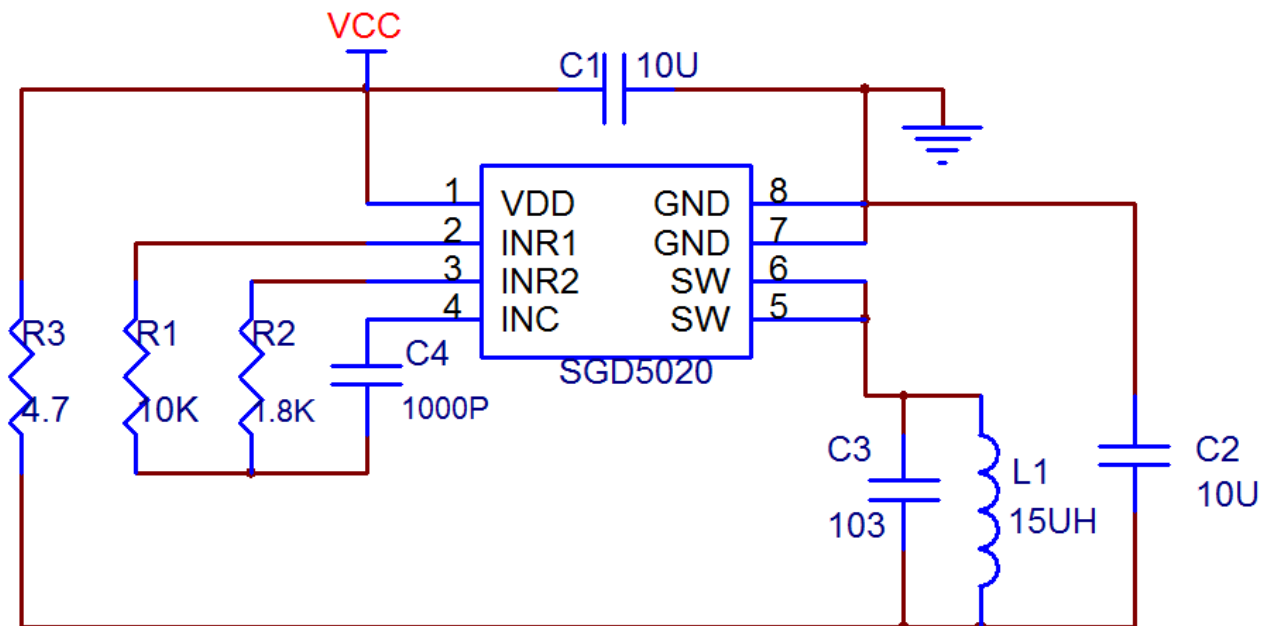 VCC
C1 10U
1 VDD GND 8
2 INR1 GND 7
3 INR2 SW 6
4 INC SW 5
SGD5020
R3
4.7
R1
10K
R2
1.8K
C4
1000P
C3
103
L1
15UH
C2
10U